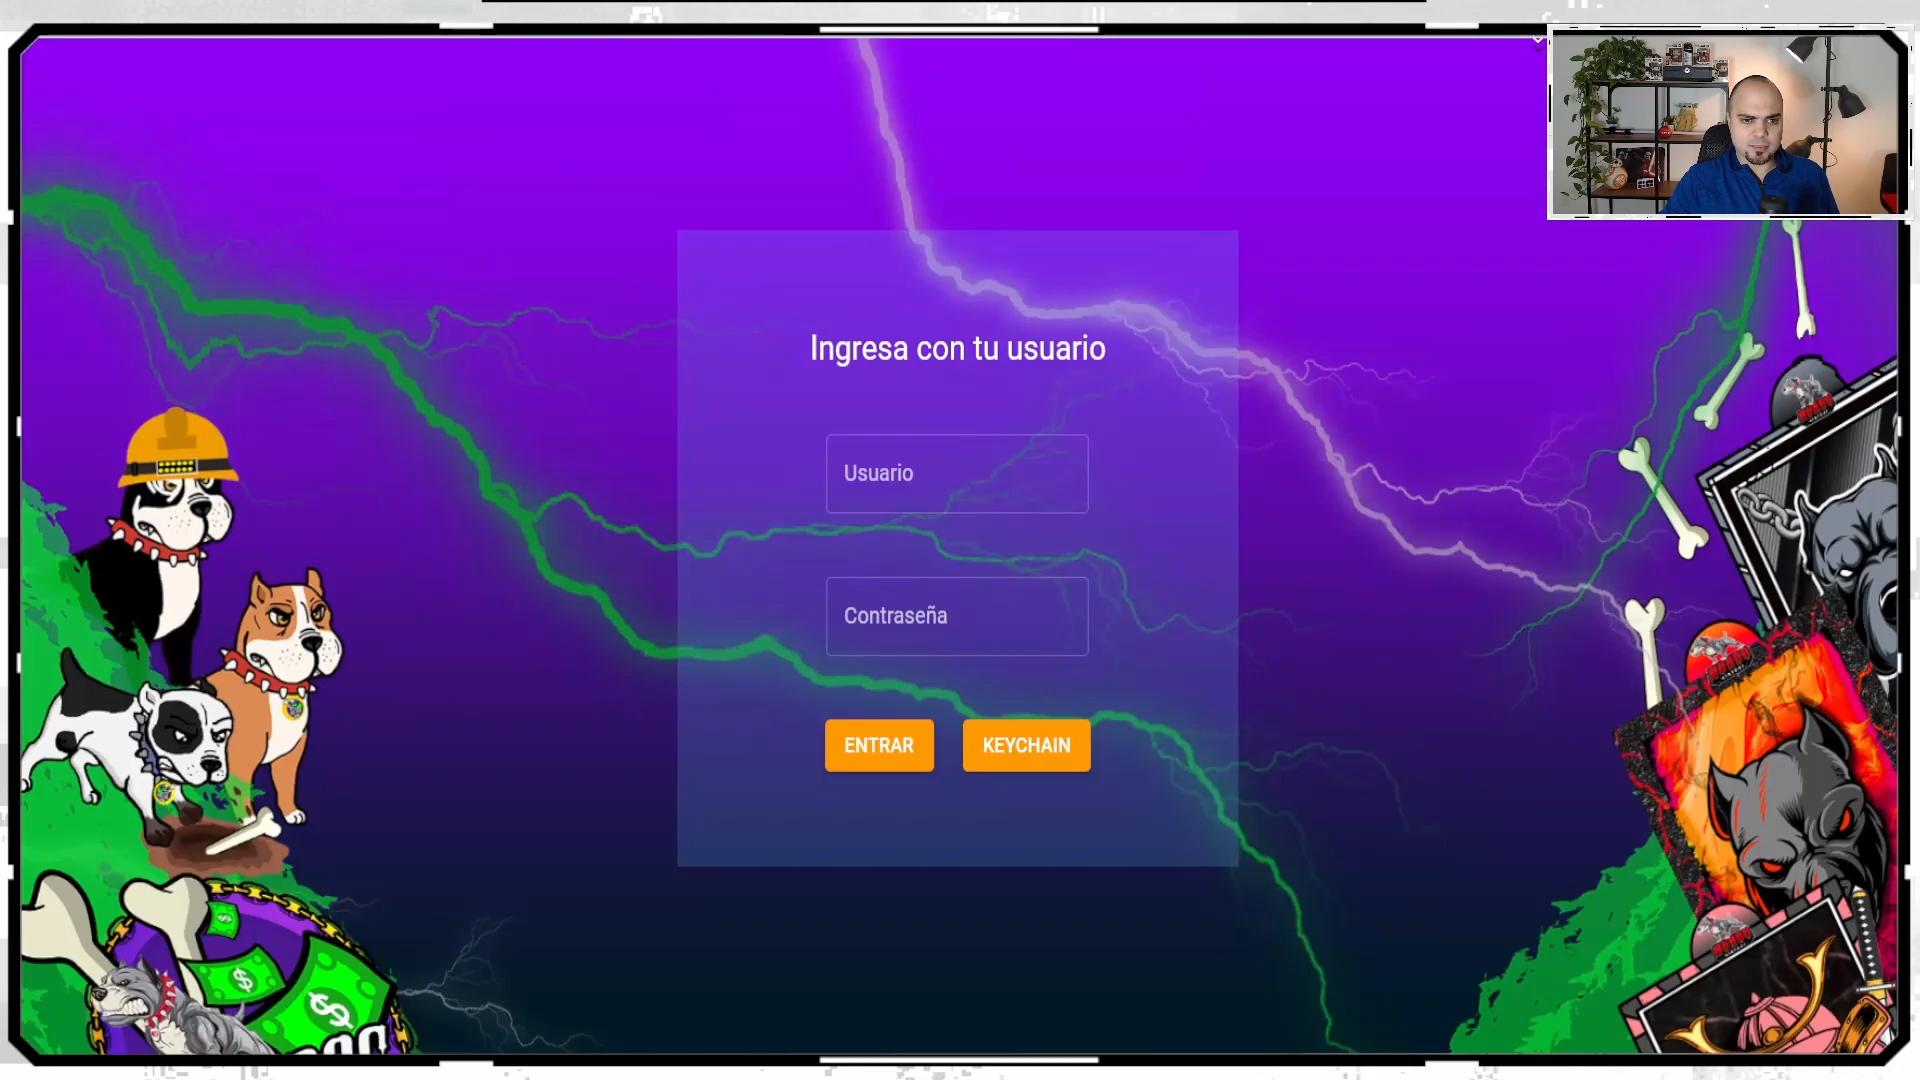 Ingresa con tu usuario
Usuario
Contraseña
ENTRAR
KEYCHAIN
$
$
$